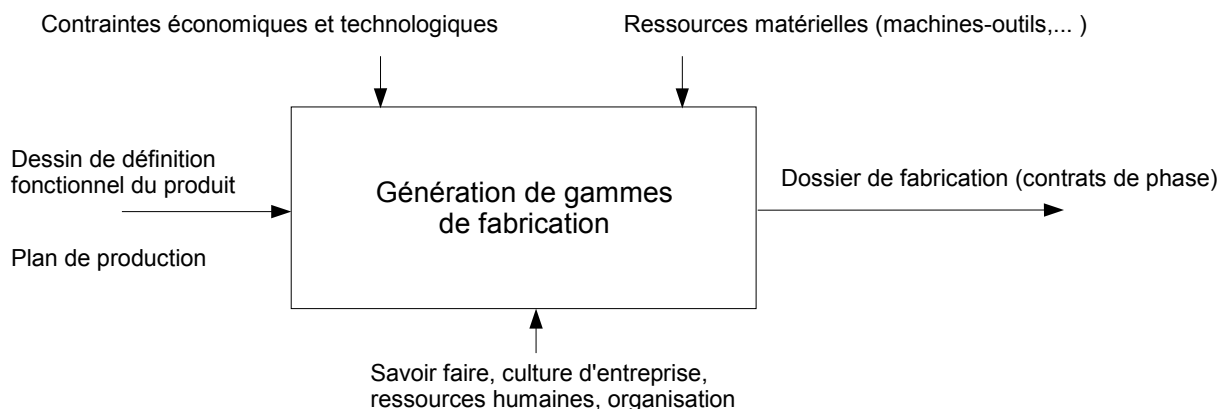 Contraintes économiques et technologiques
Ressources matérielles (machines-outils,... )
Dessin de définition
fonctionnel du produit
Plan de production
Génération de gammes
de fabrication
Dossier de fabrication (contrats de phase)
Savoir faire, culture d'entreprise,
ressources humaines, organisation